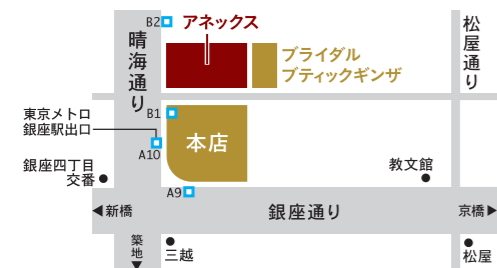 B2
アネックス
松屋通り
晴海通り
ブライダル
ブティックギンザ
B1
東京メトロ
銀座駅出口
本店
A10
銀座四丁目
交番
教文館
A9
◀新橋
銀座通り
京橋▶
築地
▼
三越
松屋